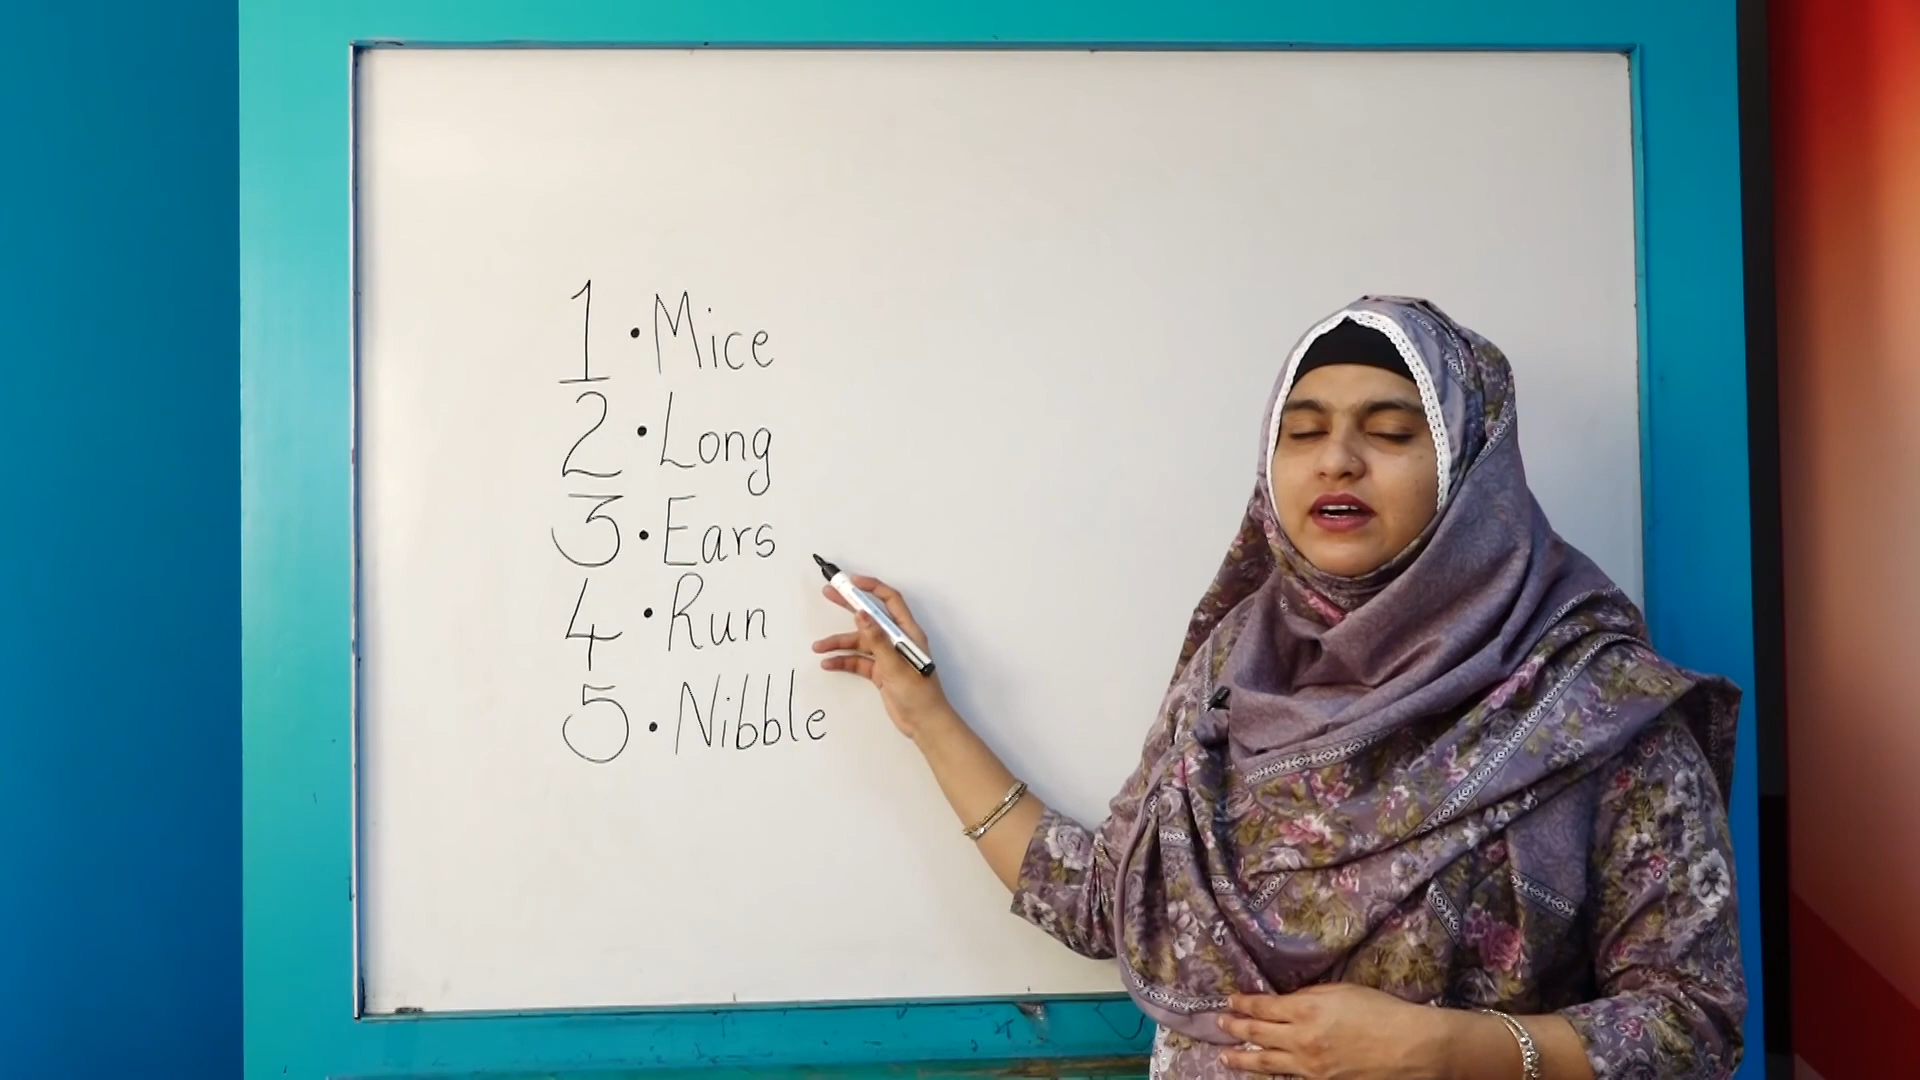 1 • Mice
2 • Long
3 • Ears
4 • Run
5 • Nibble